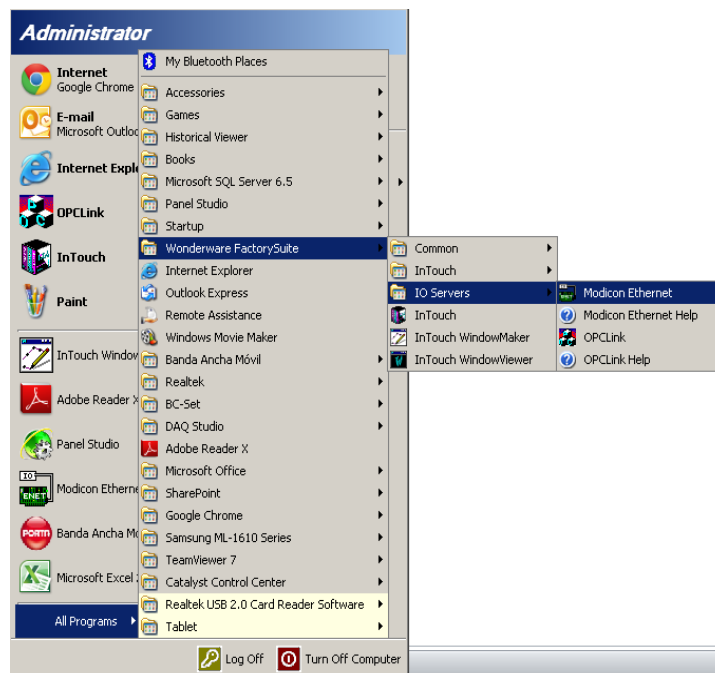 Administrator
Internet
Google Chrome
E-mail
Microsoft Outloo
Internet Explo
OPCLink
InTouch
Paint
InTouch Window
Adobe Reader X
Panel Studio
Modicon Etherne
Banda Ancha Mó
Microsoft Excel
All Programs
My Bluetooth Places
Accessories
Games
Historical Viewer
Books
Microsoft SQL Server 6.5
Panel Studio
Startup
Wonderware FactorySuite
Internet Explorer
Outlook Express
Remote Assistance
Windows Movie Maker
Banda Ancha Móvil
Realtek
BC-Set
DAQ Studio
Adobe Reader X
Microsoft Office
SharePoint
Google Chrome
Samsung ML-1610 Series
TeamViewer 7
Catalyst Control Center
Realtek USB 2.0 Card Reader Software
Tablet
Common
InTouch
IO Servers
InTouch
InTouch WindowMaker
InTouch WindowViewer
Modicon Ethernet
Modicon Ethernet Help
OPCLink
OPCLink Help
Log Off
Turn Off Computer